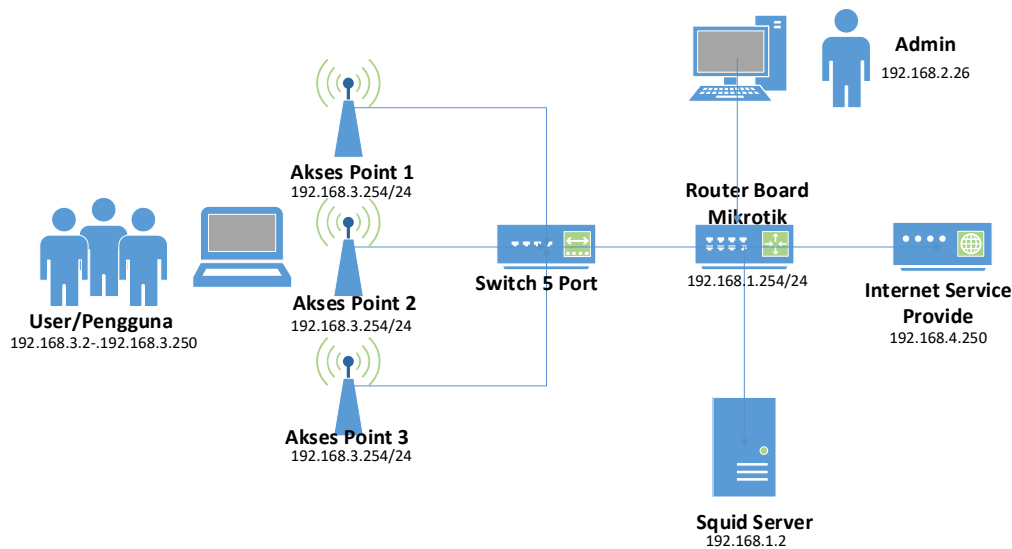 Admin
192.168.2.26
Akses Point 1
192.168.3.254/24
Router Board
Mikrotik
192.168.1.254/24
Switch 5 Port
Internet Service
Provide
192.168.4.250
Akses Point 2
192.168.3.254/24
User/Pengguna
192.168.3.2-.192.168.3.250
Akses Point 3
192.168.3.254/24
Squid Server
192.168.1.2